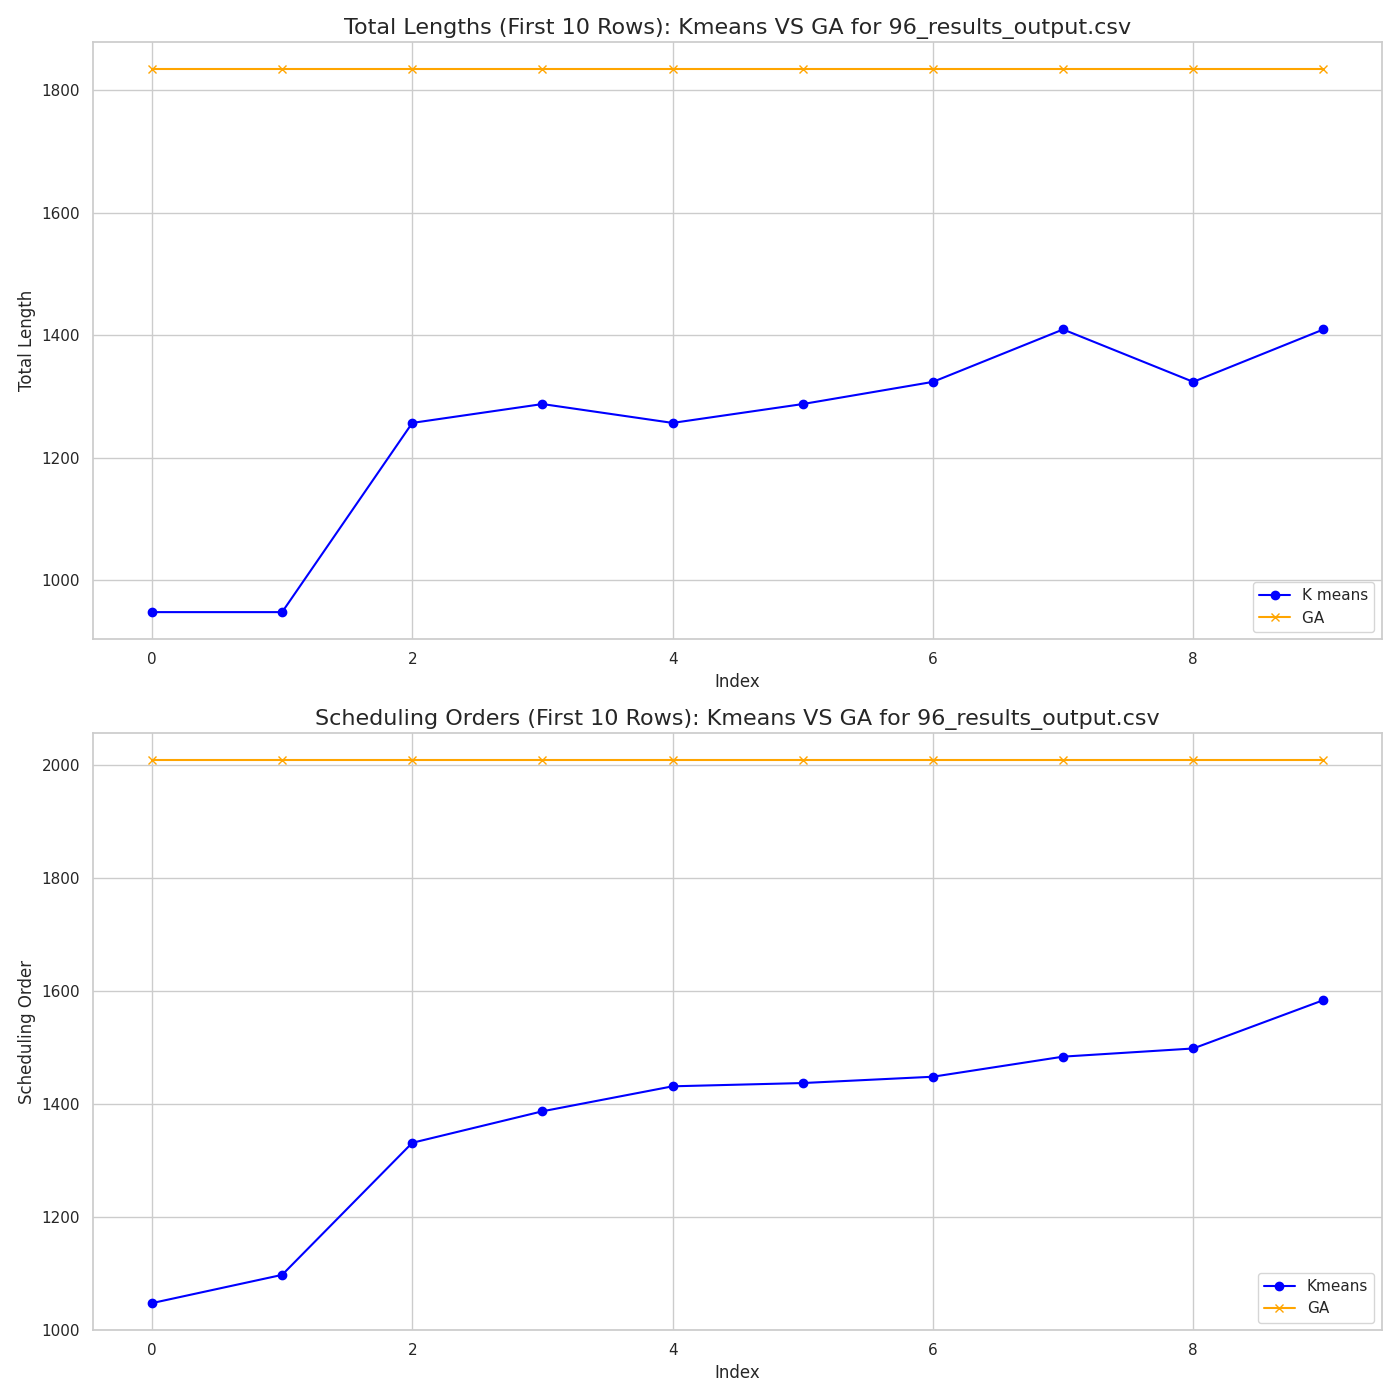 Total Lengths (First 10 Rows): Kmeans VS GA for 96_results_output.csv
1800
1600
1400
1200
1000
Total Length
K means
GA
0 2 4 6 8
Index
Scheduling Orders (First 10 Rows): Kmeans VS GA for 96_results_output.csv
2000
1800
1600
1400
1200
1000
Scheduling Order
Kmeans
GA
0 2 4 6 8
Index